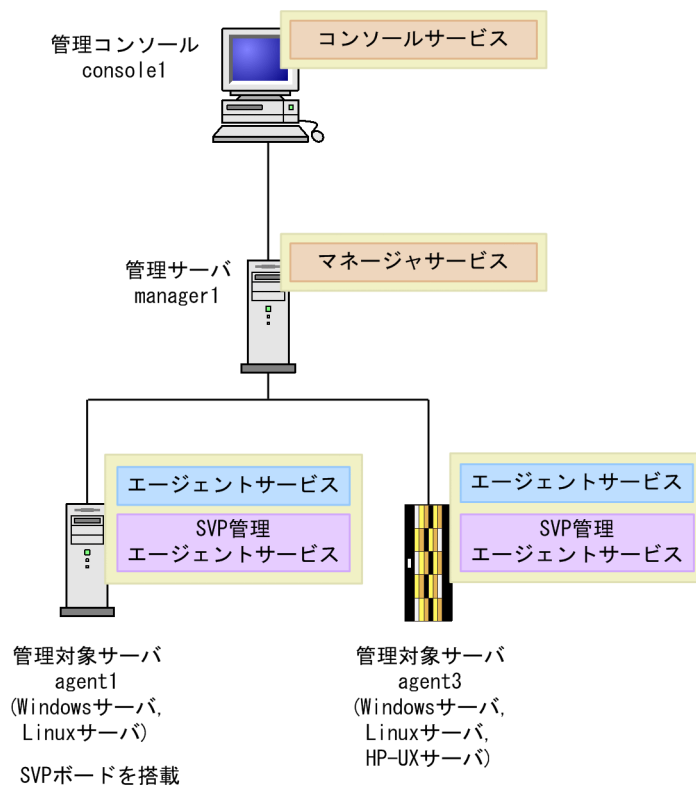 管理コンソール
console1
コンソールサービス
管理サーバ
manager1
マネージャサービス
エージェントサービス
SVP管理
エージェントサービス
エージェントサービス
SVP管理
エージェントサービス
管理対象サーバ
agent1
(Windowsサーバ,
Linuxサーバ)
SVPボードを搭載
管理対象サーバ
agent3
(Windowsサーバ,
Linuxサーバ,
HP-UXサーバ)